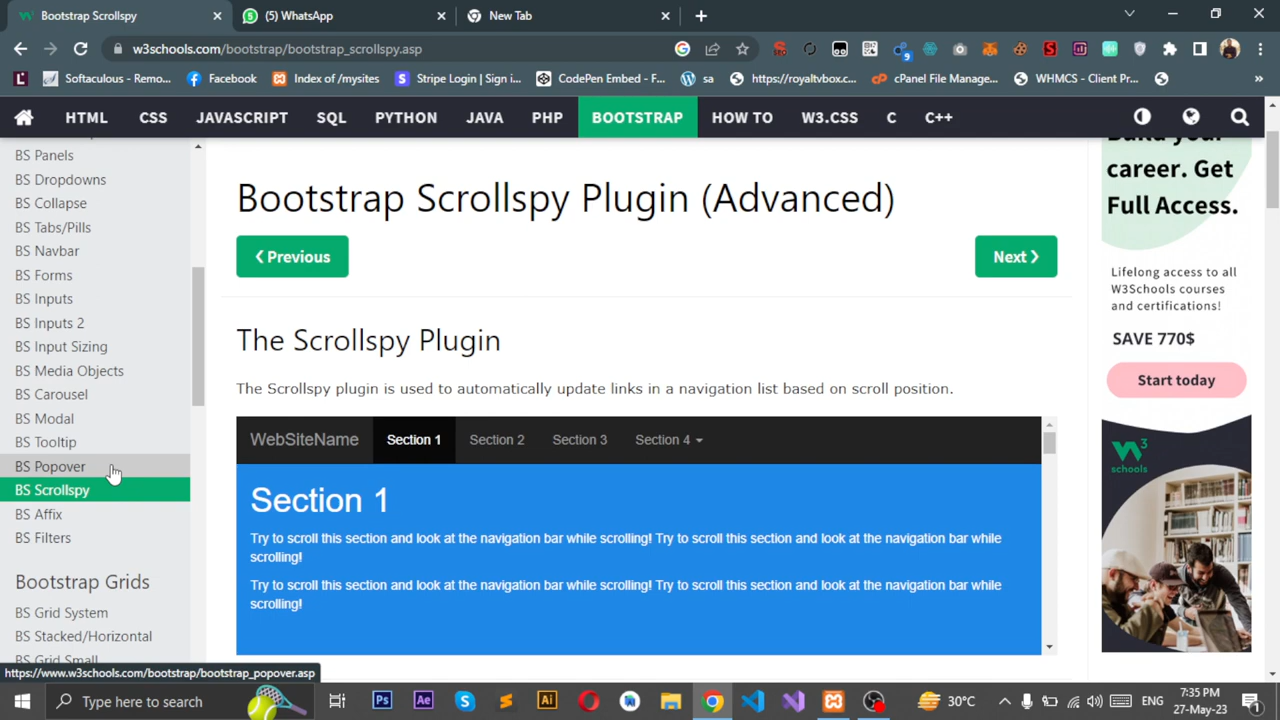 Bootstrap Scrollspy
(5) WhatsApp
New Tab
w3schools.com/bootstrap/bootstrap_scrollspy.asp
Softaculous - Remo...
Facebook
Index of /mysites
Stripe Login | Sign i...
CodePen Embed - F...
sa
https://royaltvbox.c...
cPanel File Manage...
WHMCS - Client Pr...
HTML
CSS
JAVASCRIPT
SQL
PYTHON
JAVA
PHP
BOOTSTRAP
HOW TO
W3.CSS
C
C++
BS Panels
BS Dropdowns
BS Collapse
BS Tabs/Pills
BS Navbar
BS Forms
BS Inputs
BS Inputs 2
BS Input Sizing
BS Media Objects
BS Carousel
BS Modal
BS Tooltip
BS Popover
BS Scrollspy
BS Affix
BS Filters
Bootstrap Grids
BS Grid System
BS Stacked/Horizontal
BS Grid Small
https://www.w3schools.com/bootstrap/bootstrap_popover.asp
Bootstrap Scrollspy Plugin (Advanced)
❮ Previous
Next ❯
The Scrollspy Plugin
The Scrollspy plugin is used to automatically update links in a navigation list based on scroll position.
WebSiteName
Section 1
Section 2
Section 3
Section 4
Section 1
Try to scroll this section and look at the navigation bar while scrolling! Try to scroll this section and look at the navigation bar while
scrolling!
Try to scroll this section and look at the navigation bar while scrolling! Try to scroll this section and look at the navigation bar while
scrolling!
Build your
career. Get
Full Access.
Lifelong access to all
W3Schools courses
and certifications!
SAVE 770$
Start today
W3
schools
Type here to search
30°C
ENG
7:35 PM
27-May-23